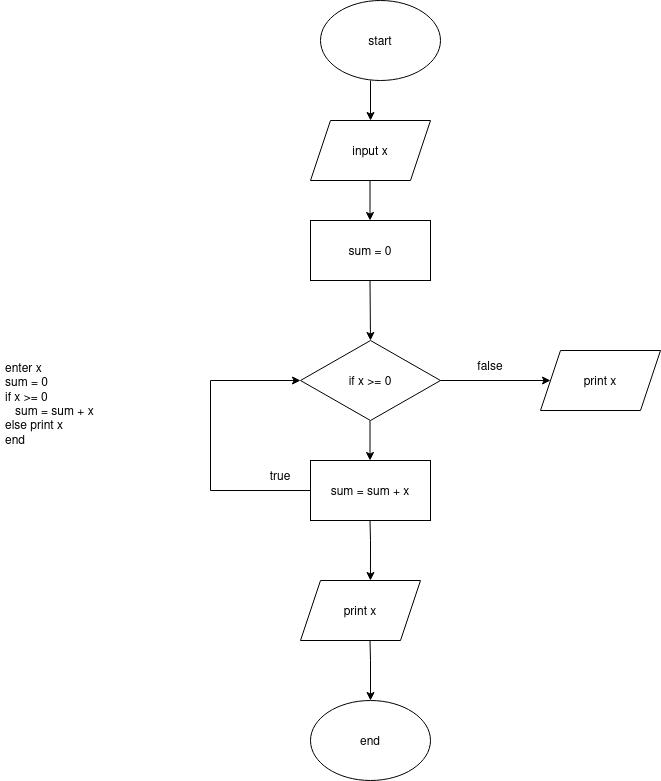 start
input x
sum = 0
if x >= 0
false
print x
true
sum = sum + x
print x
end
enter x
sum = 0
if x >= 0
sum = sum + x
else print x
end